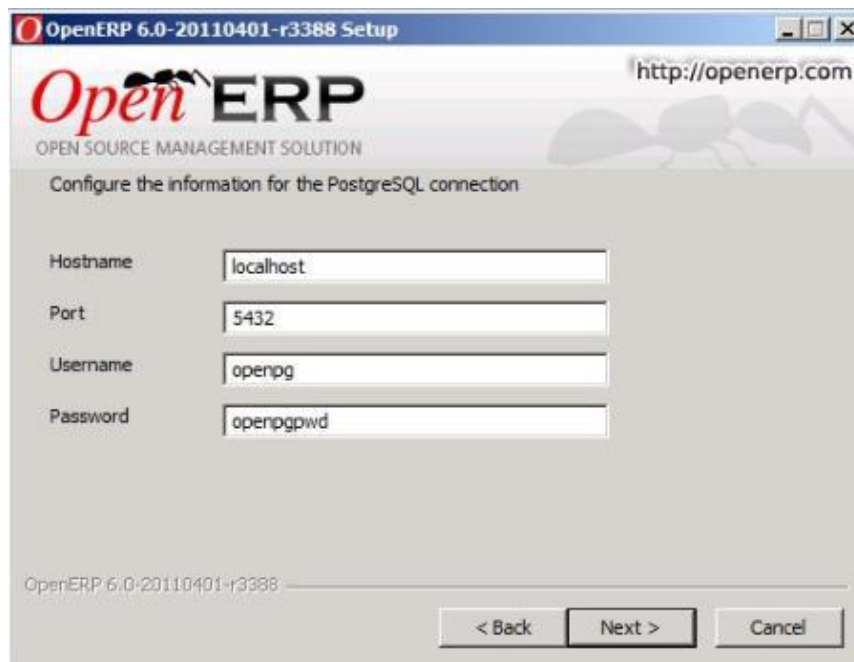 OpenERP 6.0-20110401-r3388 Setup
http://openerp.com
Open ERP
OPEN SOURCE MANAGEMENT SOLUTION
Configure the information for the PostgreSQL connection
Hostname localhost
Port 5432
Username openpg
Password openpgpwd
OpenERP 6.0-20110401-r3388
< Back Next > Cancel